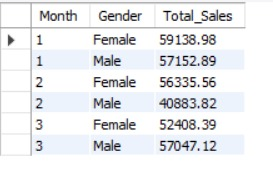 Month Gender Total_Sales
1 Female 59138.98
1 Male 57152.89
2 Female 56335.56
2 Male 40883.82
3 Female 52408.39
3 Male 57047.12